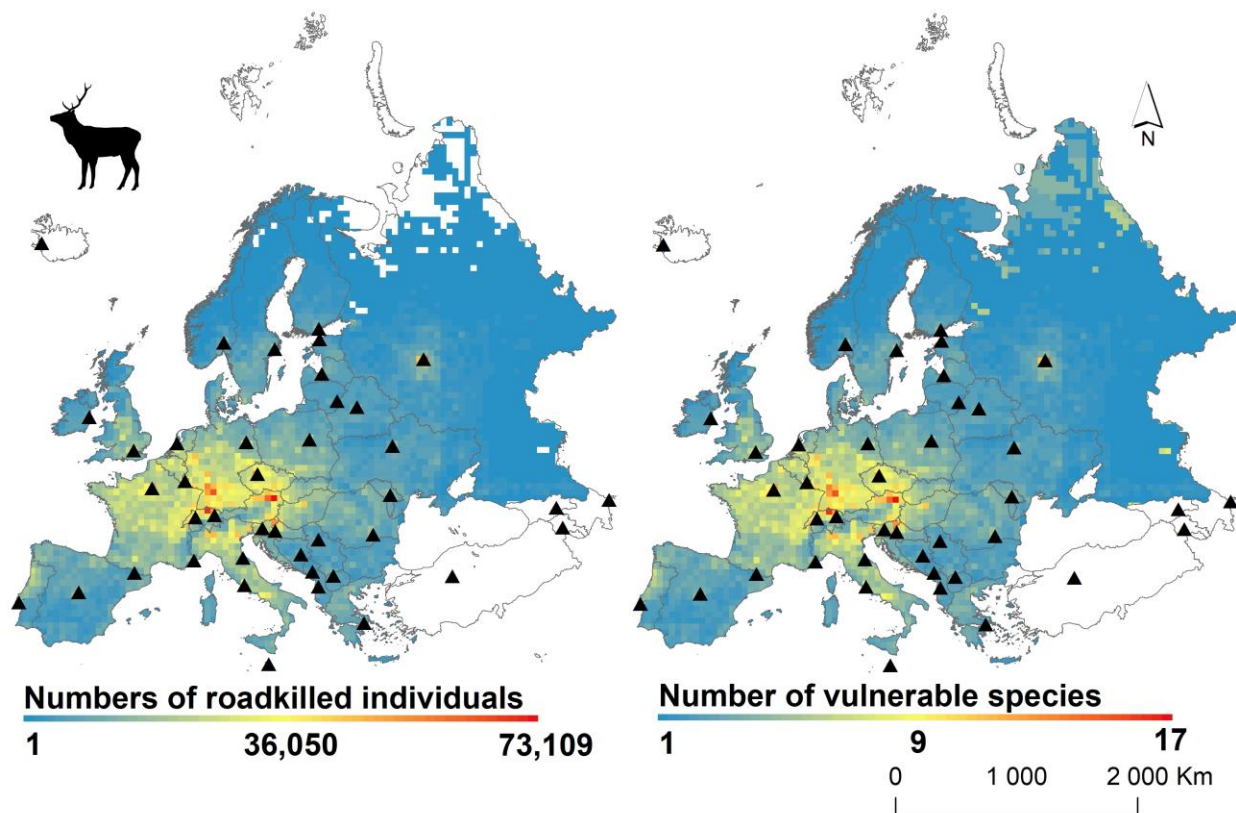 N
Numbers of roadkilled individuals
1 36,050 73,109
Number of vulnerable species
1 9 17
0 1 000 2 000 Km